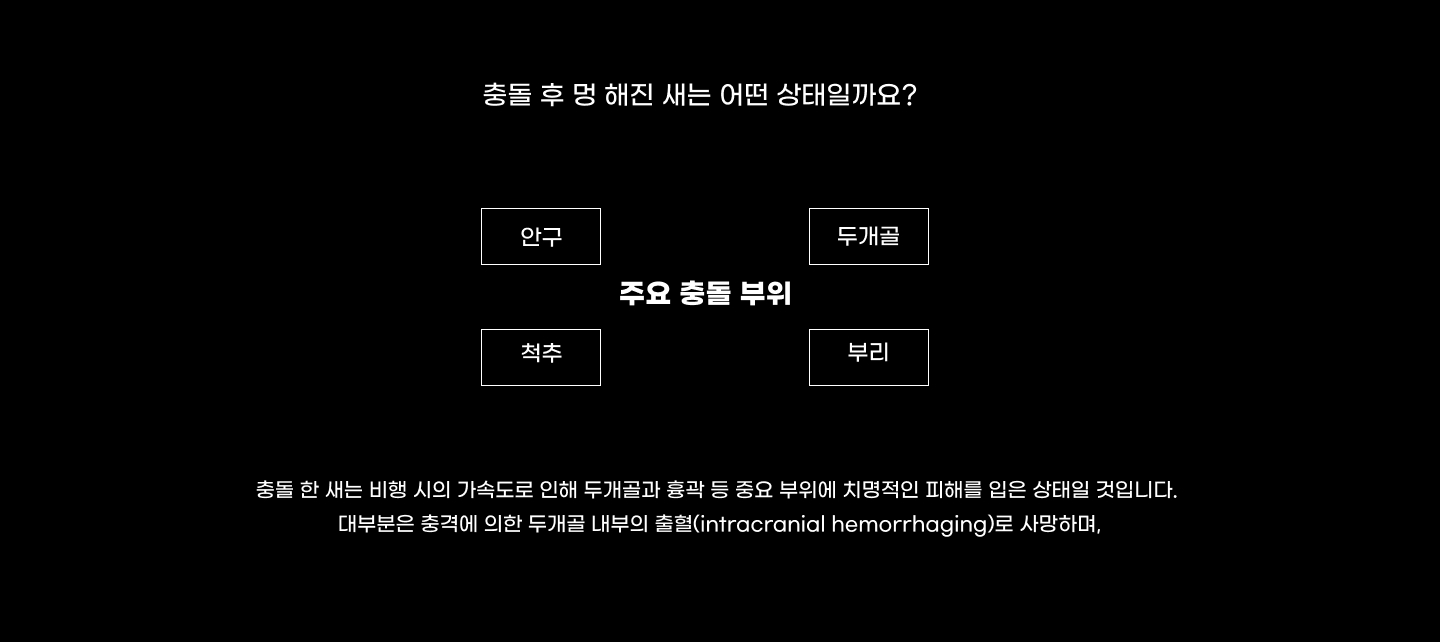 충돌 후 멍 해진 새는 어떤 상태일까요?
안구
두개골
주요 충돌 부위
척추
부리
충돌 한 새는 비행 시의 가속도로 인해 두개골과 흉곽 등 중요 부위에 치명적인 피해를 입은 상태일 것입니다.
대부분은 충격에 의한 두개골 내부의 출혈(intracranial hemorrhaging)로 사망하며,